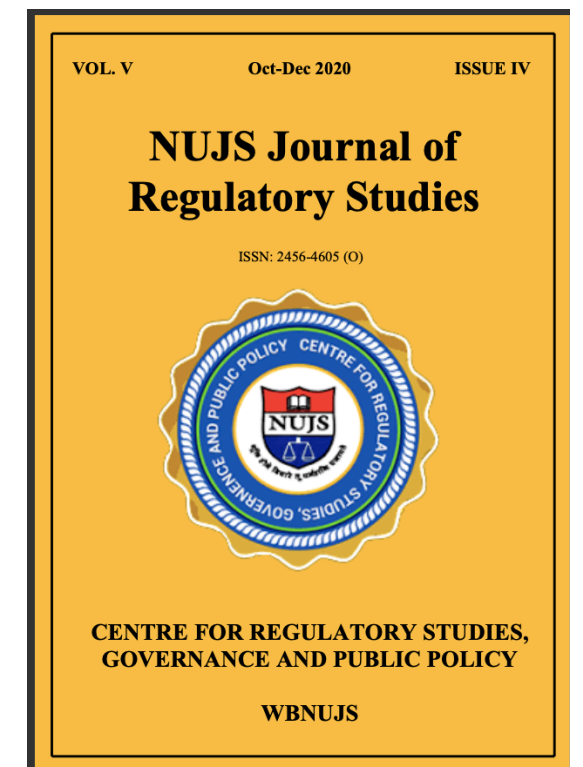 VOL. V Oct-Dec 2020 ISSUE IV
NUJS Journal of
Regulatory Studies
ISSN: 2456-4605 (O)
CENTRE FOR REGULATORY STUDIES, GOVERNENCE AND PUBLIC POLICY
NUJS
CENTRE FOR REGULATORY STUDIES,
GOVERNANCE AND PUBLIC POLICY
WBNUJS